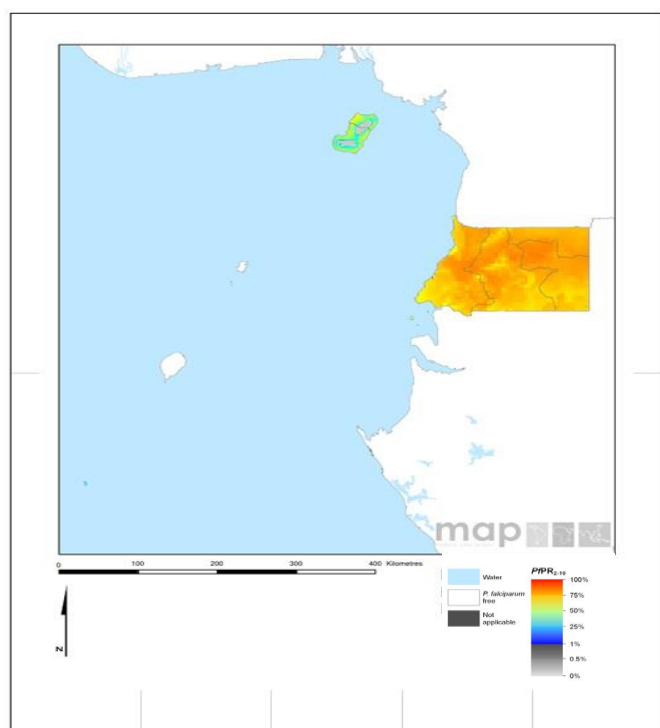 map
0 100 200 300 400 Kilometres
N
Water
P. falciparum
free
Not
applicable
PfPR2-10
100%
75%
50%
25%
1%
0.5%
0%